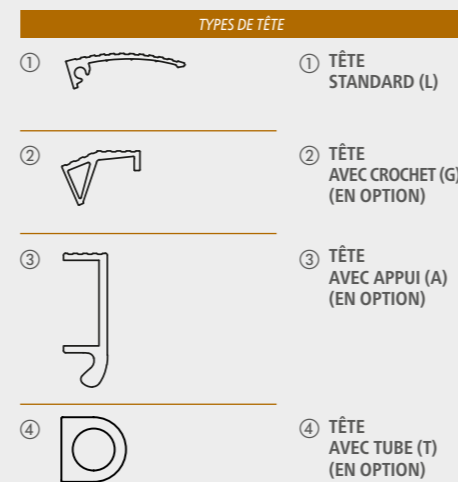 TYPES DE TÊTE
①
① TÊTE
STANDARD (L)
②
② TÊTE
AVEC CROCHET (G)
(EN OPTION)
③
③ TÊTE
AVEC APPUI (A)
(EN OPTION)
④
④ TÊTE
AVEC TUBE (T)
(EN OPTION)